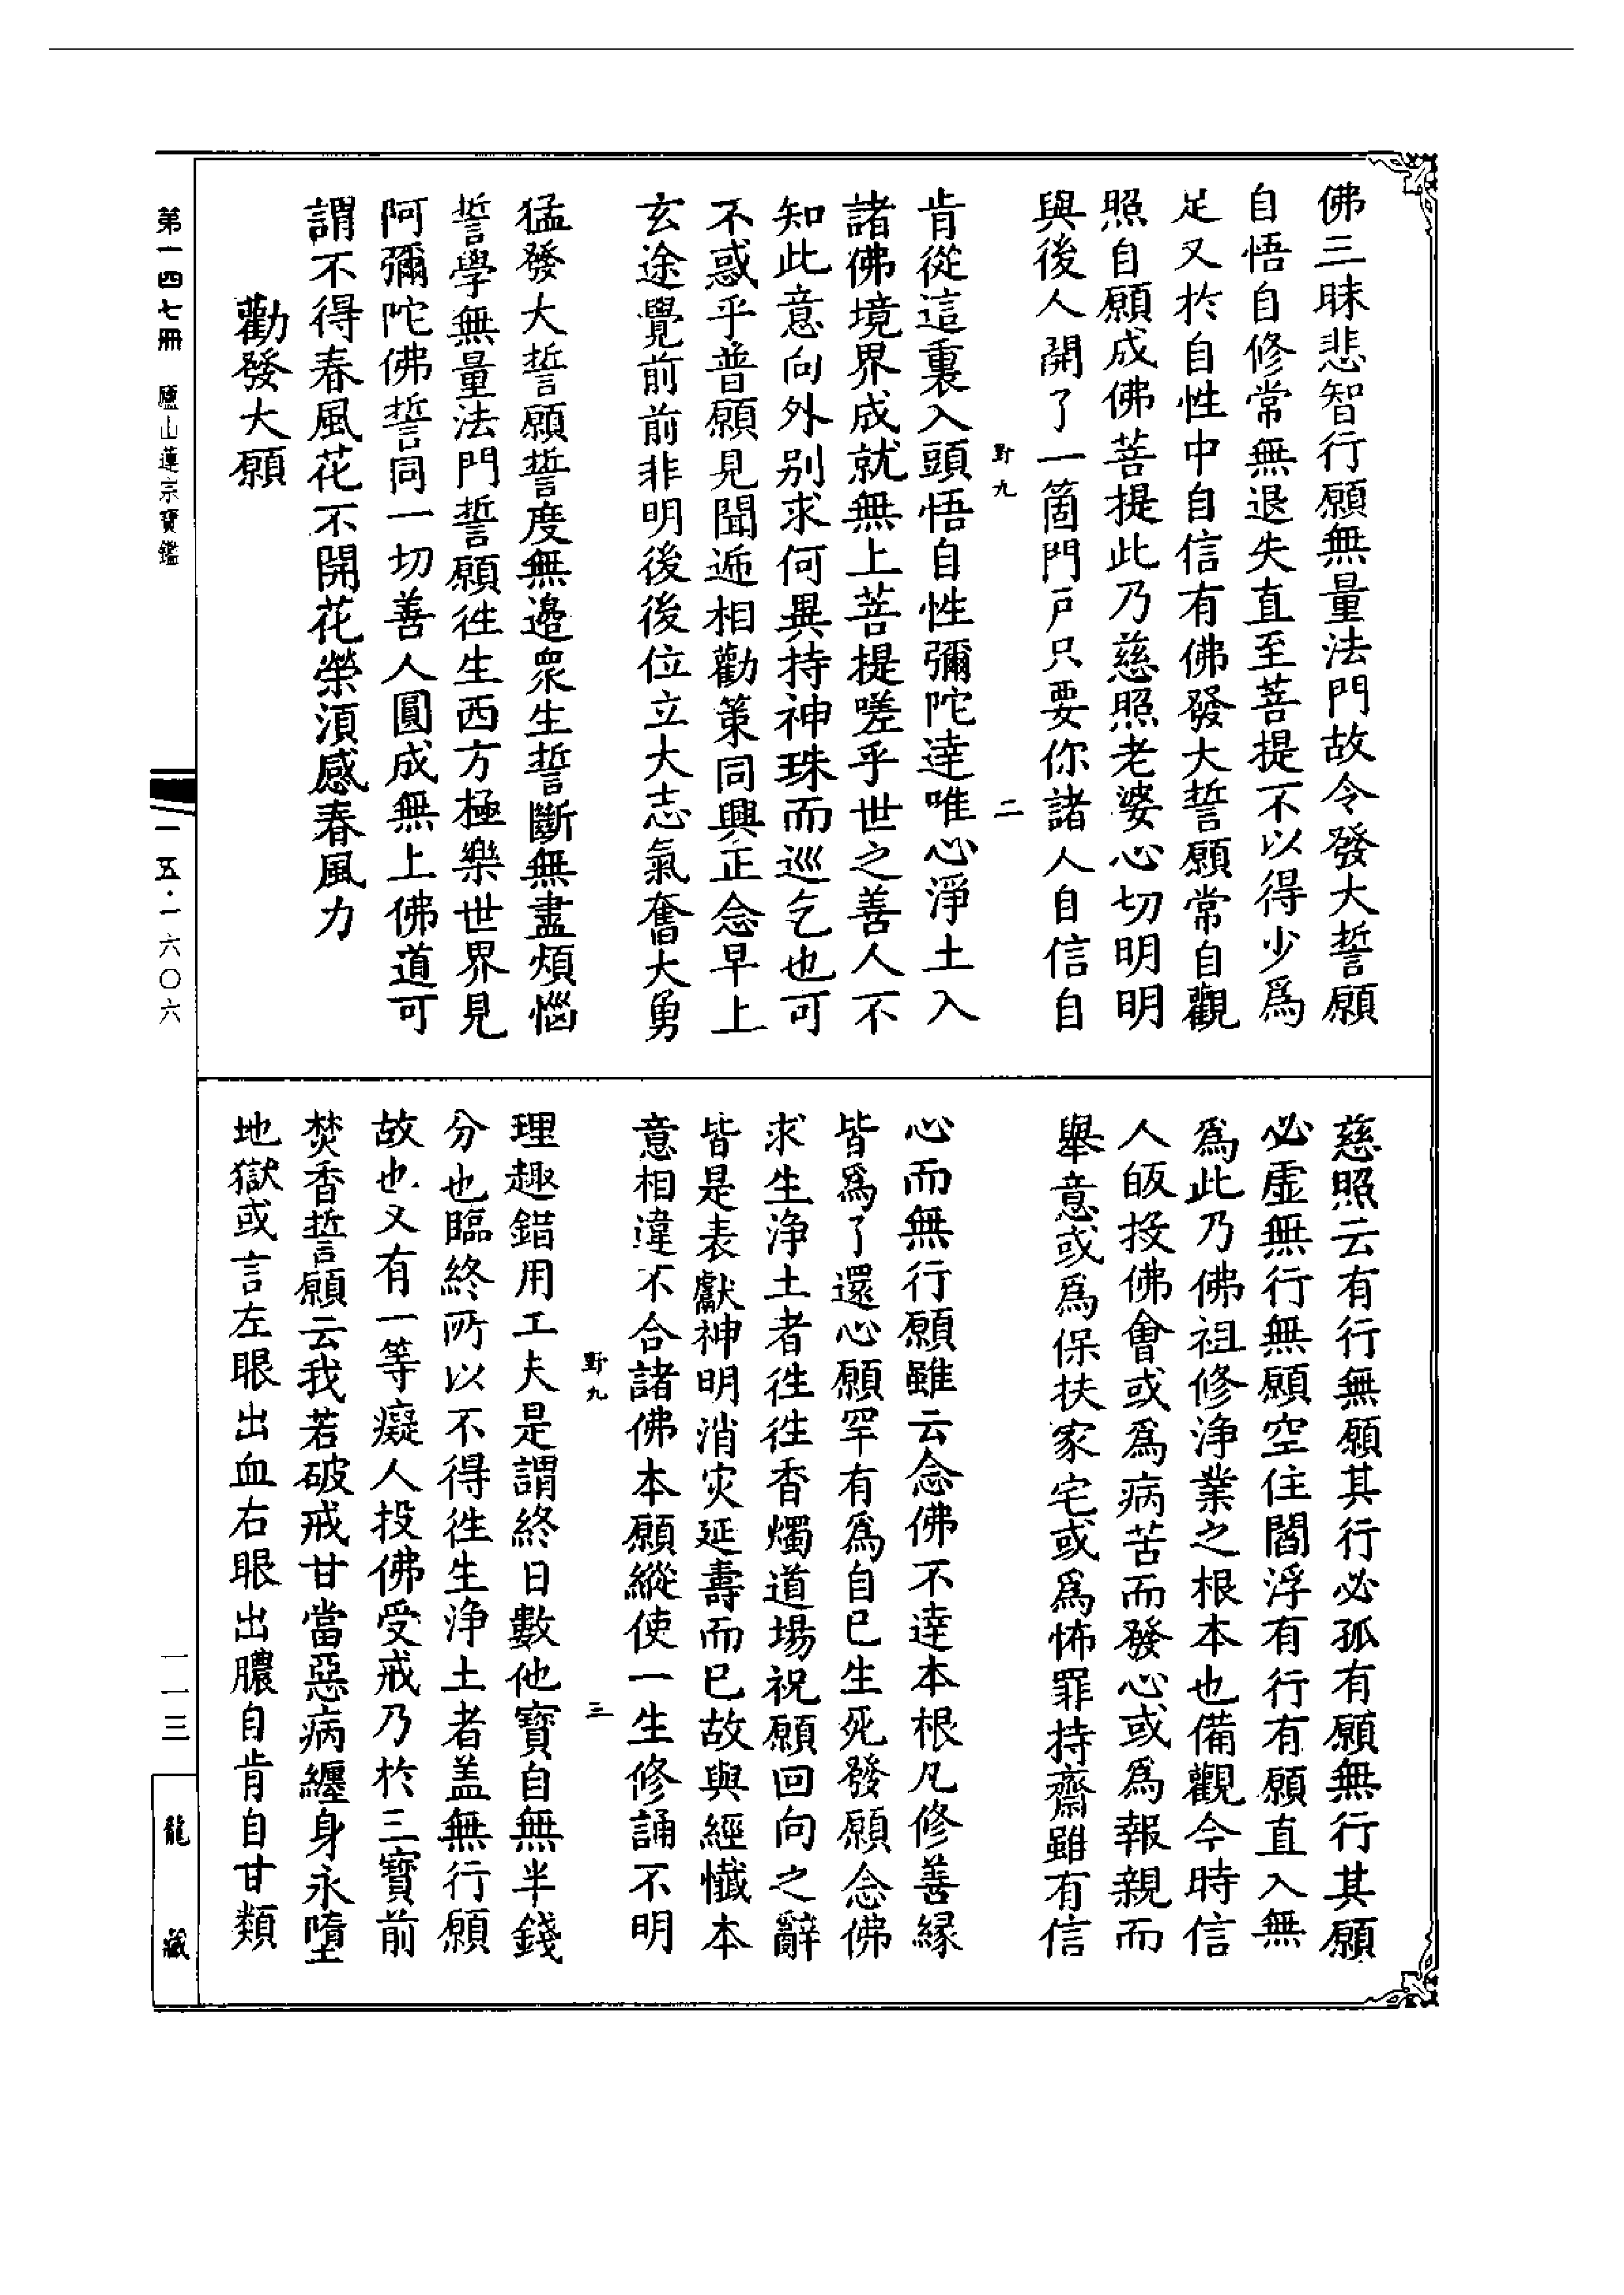 佛三昧悲智行願無量法門故令發大誓願
自悟自修常無退失直至菩提不以得少爲
足又於自性中自信有佛發大誓願常自觀
照自願成佛菩提此乃慈照老婆心切明明
與後人開了一箇門戸只要你諸人自信自
野九
二
肯從這裏入頭悟自性彌陀達唯心淨土入
諸佛境界成就無上菩提嗟乎世之善人不
知此意向外别求何異持神珠而巡乞也可
不惑乎普願見聞遞相勸策同興正念早上
玄途覺前前非明後後位立大志氣奮大勇
猛發大誓願誓度無邉衆生誓斷無盡煩惱
誓學無量法門誓願徃生西方極樂世界見
阿彌陀佛誓同一切善人圓成無上佛道可
謂不得春風花不開花榮湏感春風力
勸發大願
慈照云有行無願其行必孤有願無行其願
必虛無行無願空住閻浮有行有願直入無
爲此乃佛祖修淨業之根本也備觀今時信
人皈投佛會或爲病苦而發心或爲報親而
舉意或爲保扶家宅或爲怖罪持齋雖有信
心而無行願雖云念佛不達本根凡修善緣
皆爲了還心願罕有爲自巳生死發願念佛
求生淨土者徃徃香燭道場祝願回向之辭
皆是表獻神明消灾延壽而巳故與經懺本
意相違不合諸佛本願縱使一生修誦不明
野九
三
理趣錯用工夫是謂終日數他寶自無半錢
分也臨終所以不得徃生淨土者盖無行願
故也又有一等癡人投佛受戒乃於三寶前
焚香誓願云我若破戒甘當惡病纏身永墮
地獄或言左眼出血右眼出膿自肯自甘類
第一四七冊　廬山蓮宗寶鑑
一五·一六〇六
一一三
龍藏